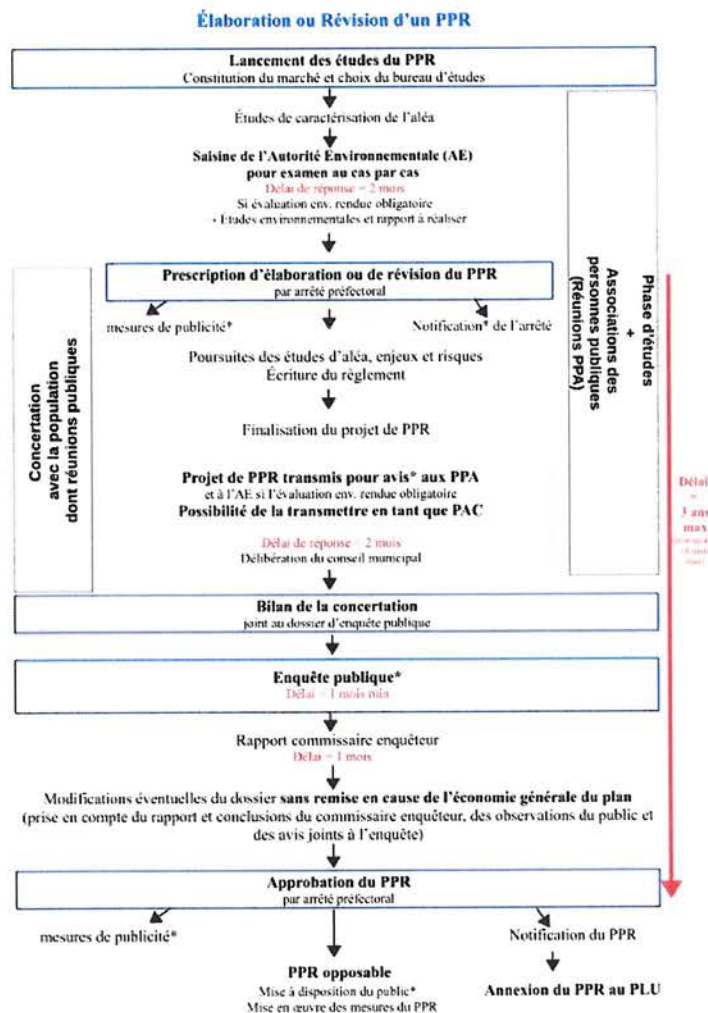 Élaboration ou Révision d'un PPR
Lancement des études du PPR
Constitution du marché et choix du bureau d'études
Études de caractérisation de l'aléa
Saisine de l'Autorité Environnementale (AE)
pour examen au cas par cas
Délai de réponse = 2 mois
Si évaluation env. rendue obligatoire
- Études environnementales et rapport à réaliser
Prescription d'élaboration ou de révision du PPR
par arrêté préfectoral
mesures de publicité*
Notification* de l'arrêté
Poursuites des études d'aléa, enjeux et risques
Écriture du règlement
Finalisation du projet de PPR
Projet de PPR transmis pour avis* aux PPA
et à l'AE si l'évaluation env. rendue obligatoire
Possibilité de la transmettre en tant que PAC
Délai de réponse = 2 mois
Délibération du conseil municipal
Concertation
avec la population
dont réunions publiques
Phase d'études
+
Associations des
personnes publiques
(Réunions PPA)
Délai
=
3 ans
max
Bilan de la concertation
joint au dossier d'enquête publique
Enquête publique*
Délai = 1 mois min
Rapport commissaire enquêteur
Délai = 1 mois
Modifications éventuelles du dossier sans remise en cause de l'économie générale du plan
(prise en compte du rapport et conclusions du commissaire enquêteur, des observations du public et
des avis joints à l'enquête)
Approbation du PPR
par arrêté préfectoral
mesures de publicité*
Notification du PPR
PPR opposable
Mise à disposition du public*
Mise en œuvre des mesures du PPR
Annexion du PPR au PLU